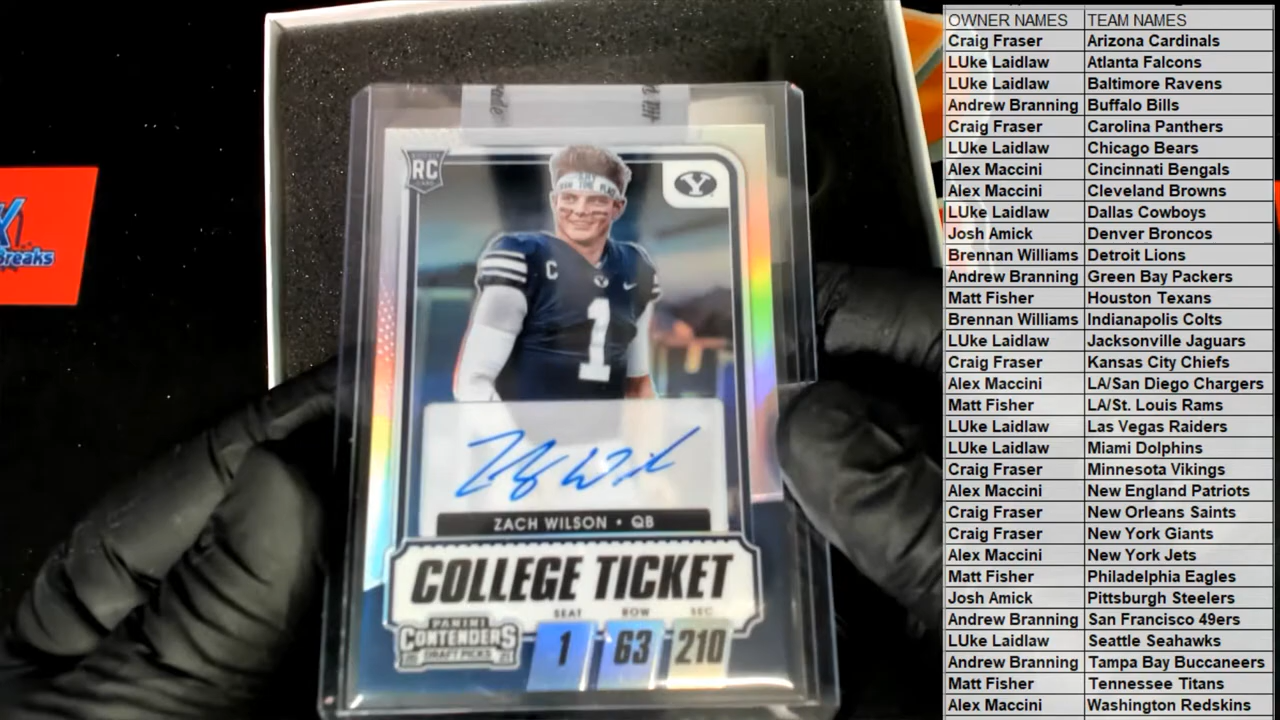 RC
Y
C
1
ZACH WILSON • QB
COLLEGE TICKET
SEAT ROW SEC
1 63 210
PANINI
CONTENDERS
DRAFT PICKS
Breaks
OWNER NAMES TEAM NAMES
Craig Fraser Arizona Cardinals
LUke Laidlaw Atlanta Falcons
LUke Laidlaw Baltimore Ravens
Andrew Branning Buffalo Bills
Craig Fraser Carolina Panthers
LUke Laidlaw Chicago Bears
Alex Maccini Cincinnati Bengals
Alex Maccini Cleveland Browns
LUke Laidlaw Dallas Cowboys
Josh Amick Denver Broncos
Brennan Williams Detroit Lions
Andrew Branning Green Bay Packers
Matt Fisher Houston Texans
Brennan Williams Indianapolis Colts
LUke Laidlaw Jacksonville Jaguars
Craig Fraser Kansas City Chiefs
Alex Maccini LA/San Diego Chargers
Matt Fisher LA/St. Louis Rams
LUke Laidlaw Las Vegas Raiders
LUke Laidlaw Miami Dolphins
Craig Fraser Minnesota Vikings
Alex Maccini New England Patriots
Craig Fraser New Orleans Saints
Craig Fraser New York Giants
Alex Maccini New York Jets
Matt Fisher Philadelphia Eagles
Josh Amick Pittsburgh Steelers
Andrew Branning San Francisco 49ers
LUke Laidlaw Seattle Seahawks
Andrew Branning Tampa Bay Buccaneers
Matt Fisher Tennessee Titans
Alex Maccini Washington Redskins